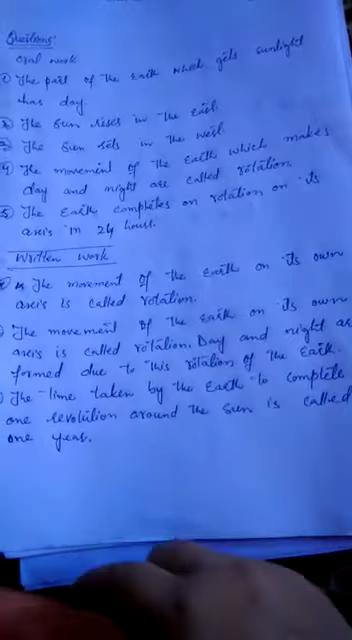 Questions:
Oral work
① The part of the Earth which gets sunlight
has day.
② The Sun rises in the east.
③ The Sun sets in the west.
④ The movement of the Earth which makes
day and night are called rotation.
⑤ The Earth completes on rotation on its
axis in 24 hours.
Written work
The movement of the Earth on its own
axis is called rotation.
The movement of the Earth on its own
axis is called rotation. Day and night are
formed due to this rotation of the Earth.
The time taken by the Earth to complete
one revolution around the Sun is called
one year.